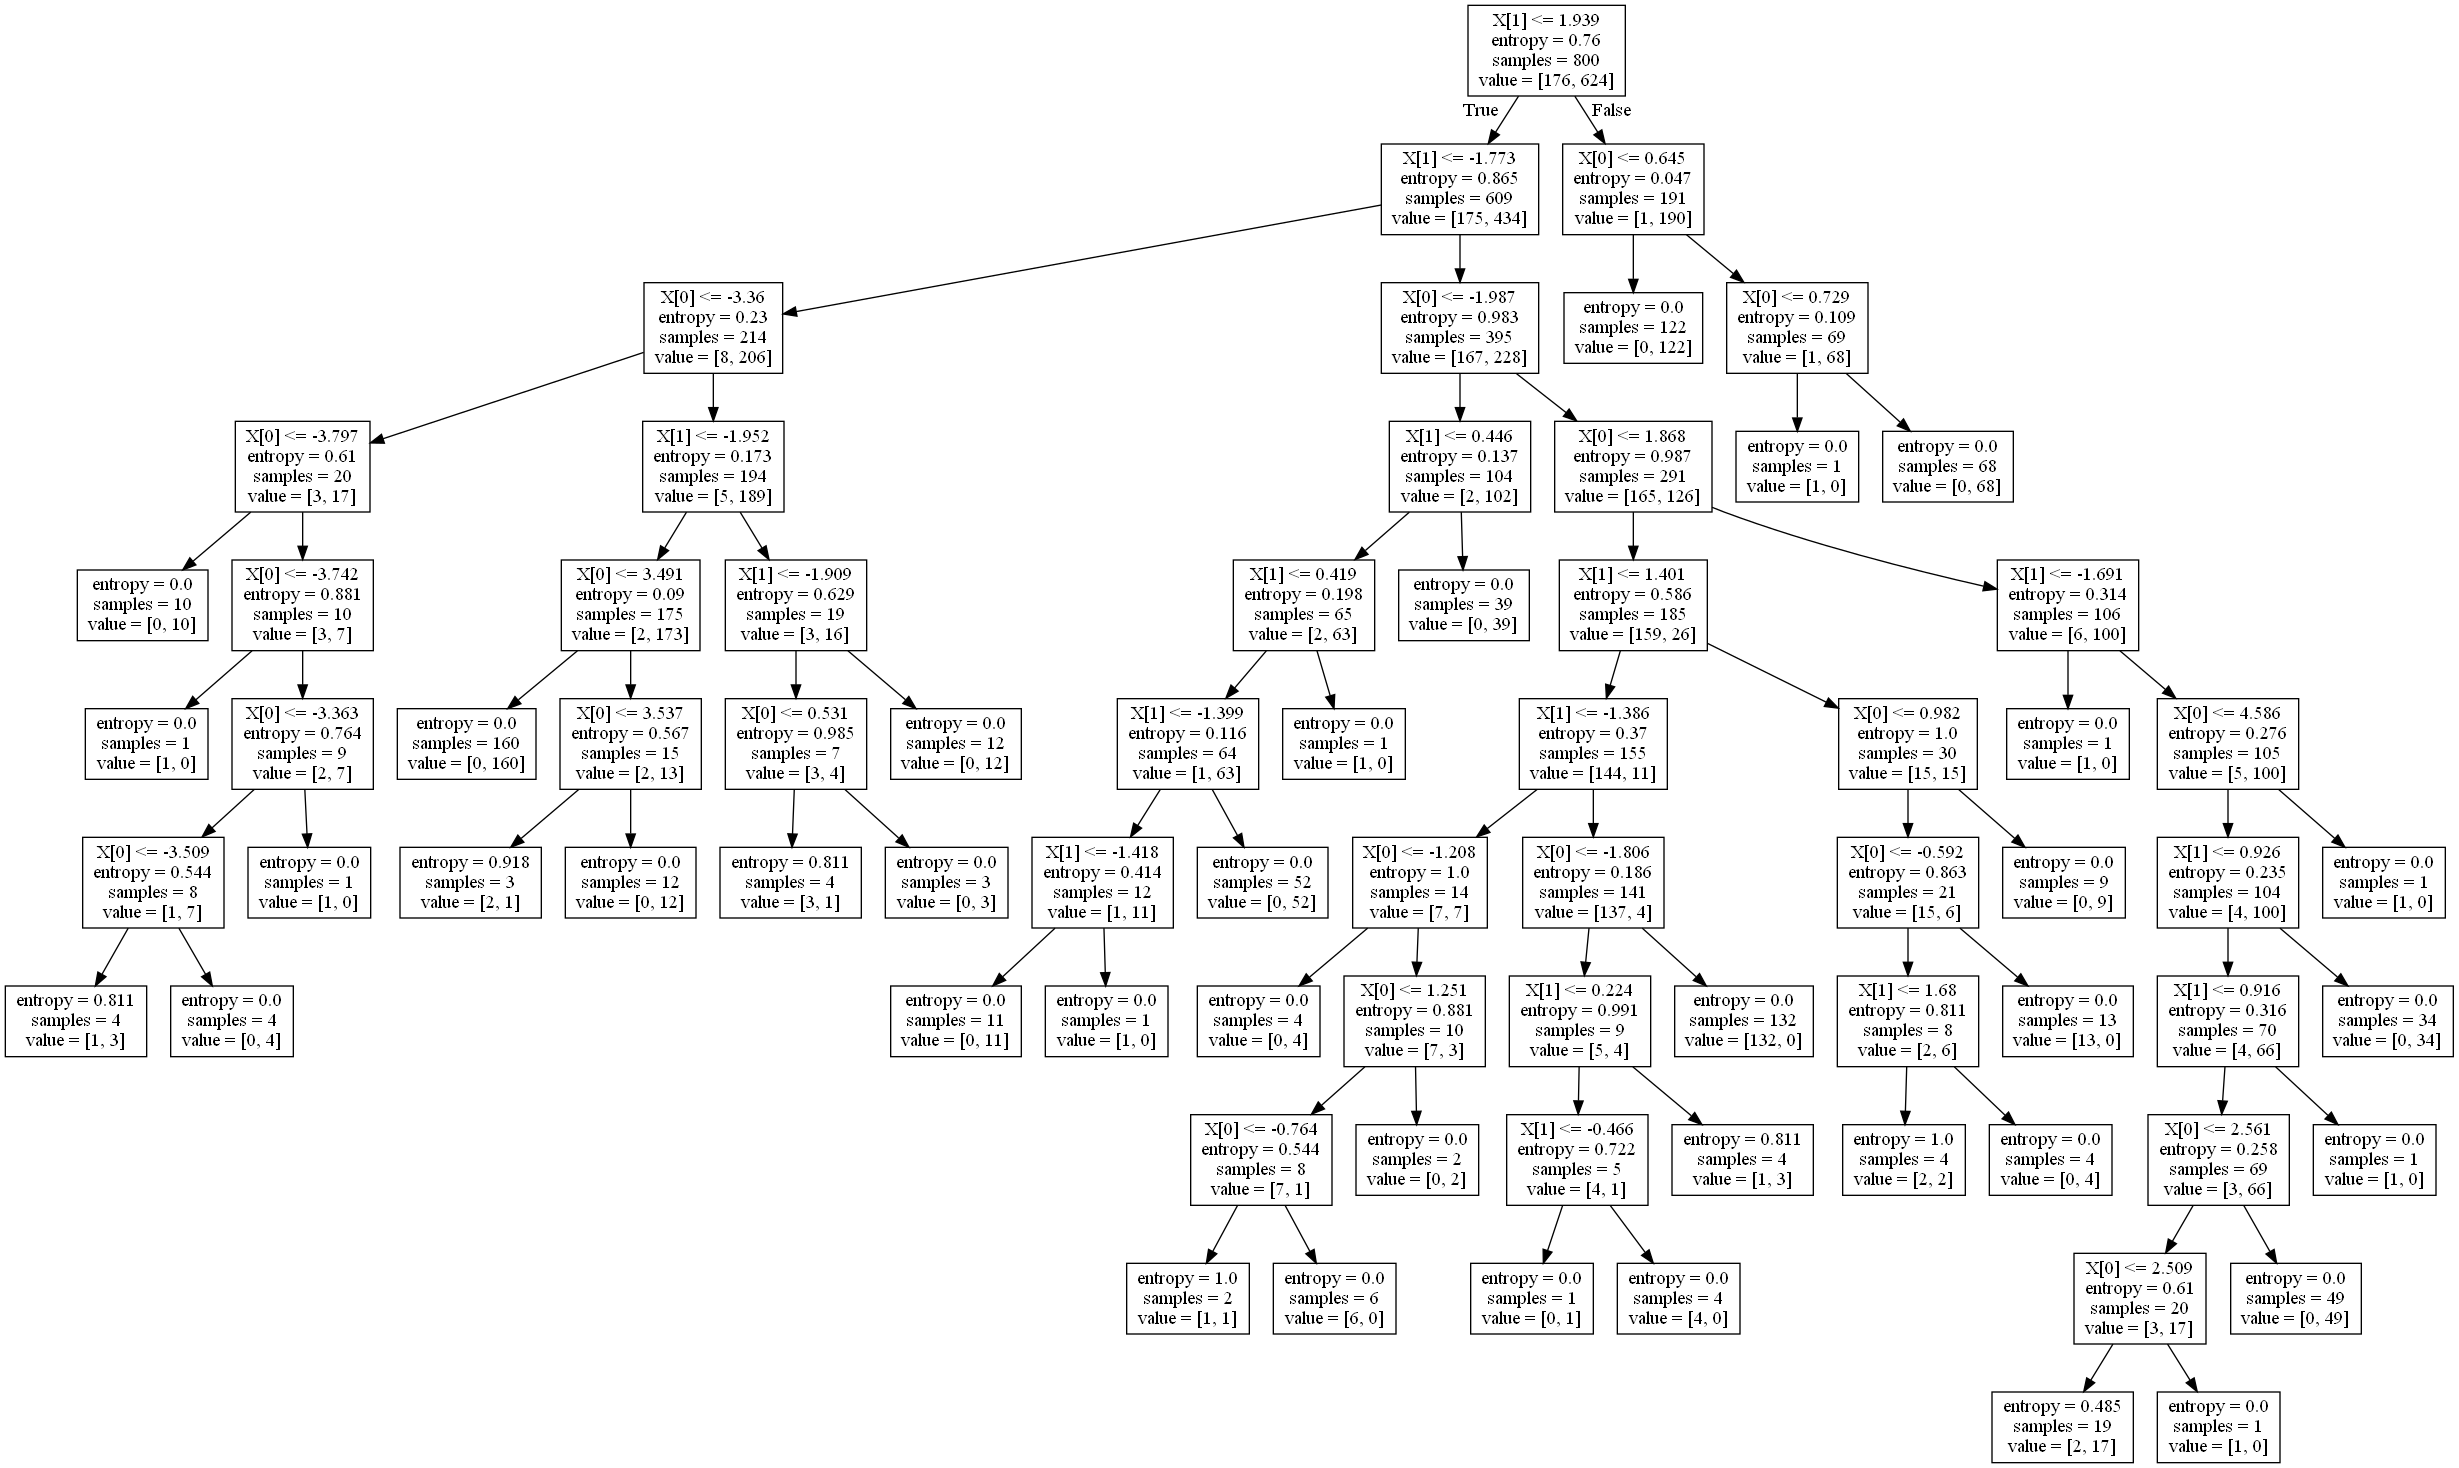 X[1] <= 1.939
entropy = 0.76
samples = 800
value = [176, 624]
True
False
X[1] <= -1.773
entropy = 0.865
samples = 609
value = [175, 434]
X[0] <= 0.645
entropy = 0.047
samples = 191
value = [1, 190]
X[0] <= -3.36
entropy = 0.23
samples = 214
value = [8, 206]
X[0] <= -1.987
entropy = 0.983
samples = 395
value = [167, 228]
entropy = 0.0
samples = 122
value = [0, 122]
X[0] <= 0.729
entropy = 0.109
samples = 69
value = [1, 68]
X[0] <= -3.797
entropy = 0.61
samples = 20
value = [3, 17]
X[1] <= -1.952
entropy = 0.173
samples = 194
value = [5, 189]
X[1] <= 0.446
entropy = 0.137
samples = 104
value = [2, 102]
X[0] <= 1.868
entropy = 0.987
samples = 291
value = [165, 126]
entropy = 0.0
samples = 1
value = [1, 0]
entropy = 0.0
samples = 68
value = [0, 68]
entropy = 0.0
samples = 10
value = [0, 10]
X[0] <= -3.742
entropy = 0.881
samples = 10
value = [3, 7]
X[0] <= 3.491
entropy = 0.09
samples = 175
value = [2, 173]
X[1] <= -1.909
entropy = 0.629
samples = 19
value = [3, 16]
X[1] <= 0.419
entropy = 0.198
samples = 65
value = [2, 63]
entropy = 0.0
samples = 39
value = [0, 39]
X[1] <= 1.401
entropy = 0.586
samples = 185
value = [159, 26]
X[1] <= -1.691
entropy = 0.314
samples = 106
value = [6, 100]
entropy = 0.0
samples = 1
value = [1, 0]
X[0] <= -3.363
entropy = 0.764
samples = 9
value = [2, 7]
entropy = 0.0
samples = 160
value = [0, 160]
X[0] <= 3.537
entropy = 0.567
samples = 15
value = [2, 13]
X[0] <= 0.531
entropy = 0.985
samples = 7
value = [3, 4]
entropy = 0.0
samples = 12
value = [0, 12]
X[1] <= -1.399
entropy = 0.116
samples = 64
value = [1, 63]
entropy = 0.0
samples = 1
value = [1, 0]
X[1] <= -1.386
entropy = 0.37
samples = 155
value = [144, 11]
X[0] <= 0.982
entropy = 1.0
samples = 30
value = [15, 15]
entropy = 0.0
samples = 1
value = [1, 0]
X[0] <= 4.586
entropy = 0.276
samples = 105
value = [5, 100]
X[0] <= -3.509
entropy = 0.544
samples = 8
value = [1, 7]
entropy = 0.0
samples = 1
value = [1, 0]
entropy = 0.918
samples = 3
value = [2, 1]
entropy = 0.0
samples = 12
value = [0, 12]
entropy = 0.811
samples = 4
value = [3, 1]
entropy = 0.0
samples = 3
value = [0, 3]
X[1] <= -1.418
entropy = 0.414
samples = 12
value = [1, 11]
entropy = 0.0
samples = 52
value = [0, 52]
X[0] <= -1.208
entropy = 1.0
samples = 14
value = [7, 7]
X[0] <= -1.806
entropy = 0.186
samples = 141
value = [137, 4]
X[0] <= -0.592
entropy = 0.863
samples = 21
value = [15, 6]
entropy = 0.0
samples = 9
value = [0, 9]
X[1] <= 0.926
entropy = 0.235
samples = 104
value = [4, 100]
entropy = 0.0
samples = 1
value = [1, 0]
entropy = 0.811
samples = 4
value = [1, 3]
entropy = 0.0
samples = 4
value = [0, 4]
entropy = 0.0
samples = 11
value = [0, 11]
entropy = 0.0
samples = 1
value = [1, 0]
entropy = 0.0
samples = 4
value = [0, 4]
X[0] <= 1.251
entropy = 0.881
samples = 10
value = [7, 3]
X[1] <= 0.224
entropy = 0.991
samples = 9
value = [5, 4]
entropy = 0.0
samples = 132
value = [132, 0]
X[1] <= 1.68
entropy = 0.811
samples = 8
value = [2, 6]
entropy = 0.0
samples = 13
value = [13, 0]
X[1] <= 0.916
entropy = 0.316
samples = 70
value = [4, 66]
entropy = 0.0
samples = 34
value = [0, 34]
X[0] <= -0.764
entropy = 0.544
samples = 8
value = [7, 1]
entropy = 0.0
samples = 2
value = [0, 2]
X[1] <= -0.466
entropy = 0.722
samples = 5
value = [4, 1]
entropy = 0.811
samples = 4
value = [1, 3]
entropy = 1.0
samples = 4
value = [2, 2]
entropy = 0.0
samples = 4
value = [0, 4]
X[0] <= 2.561
entropy = 0.258
samples = 69
value = [3, 66]
entropy = 0.0
samples = 1
value = [1, 0]
entropy = 1.0
samples = 2
value = [1, 1]
entropy = 0.0
samples = 6
value = [6, 0]
entropy = 0.0
samples = 1
value = [0, 1]
entropy = 0.0
samples = 4
value = [4, 0]
X[0] <= 2.509
entropy = 0.61
samples = 20
value = [3, 17]
entropy = 0.0
samples = 49
value = [0, 49]
entropy = 0.485
samples = 19
value = [2, 17]
entropy = 0.0
samples = 1
value = [1, 0]